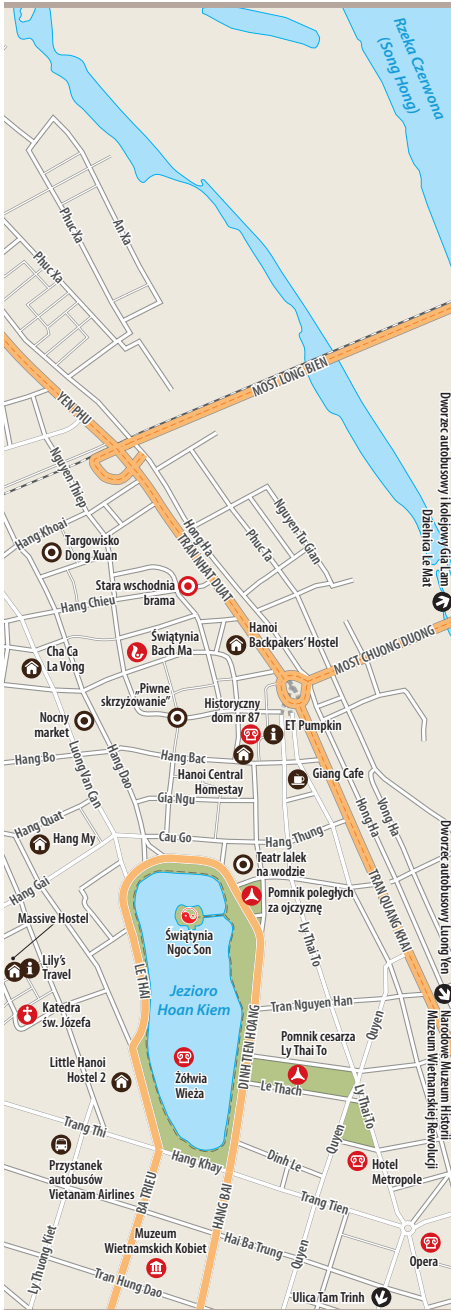 Rzeka Czerwona
(Song Hong)
An Xa
Phuc Xa
Phuc Xa
MOST LONG BIEN
YEN PHU
Dworzec autobusowy i kolejowy Gia Lam
Dzielnica Le Mat
Nguyen Thiep
Hang Khoai
Targowisko
Dong Xuan
Hong Ha
TRAN NHAT DUAT
Phuc Ta
Nguyen Tu Gian
Stara wschodnia
brama
Hang Chieu
Świątynia
Bach Ma
Hanoi
Backpakers’ Hostel
MOST CHUONG DUONG
Cha Ca
La Vong
„Piwne
skrzyżowanie”
Historyczny
dom nr 87
ET Pumpkin
Nocny
market
Hang Bo
Luong Van Can
Hang Dao
Hang Bac
Hanoi Central
Homestay
Giang Cafe
Gia Ngu
Hong Ha
Vong Ha
Hang Quat
Hang My
Cau Go
Hang Thung
Dworzec autobusowy Luong Yen
TRAN QUANG KHAI
Hang Gai
Teatr lalek
na wodzie
Pomnik poległych
za ojczyznę
Ly Thai To
Massive Hostel
Świątynia
Ngoc Son
Lily’s
Travel
LE THAI
Jezioro
Hoan Kiem
Katedra
św. Józefa
DINH TIEN HOANG
Tran Nguyen Han
Quyen
Narodowe Muzeum Historii
Muzeum Wietnamskiej Rewolucji
Pomnik cesarza
Ly Thai To
Little Hanoi
Hostel 2
Żółwia
Wieża
Le Thach
Ly Thai To
Trang Thi
Quyen
Hang Khay
Dinh Le
Hotel
Metropole
Przystanek
autobusów
Vietanam Airlines
BA TRIEU
HANG BAI
Trang Tien
Ly Thuong Kiet
Muzeum
Wietnamskich Kobiet
Hai Ba Trung
Quyen
Opera
Tran Hung Dao
Ulica Tam Trinh